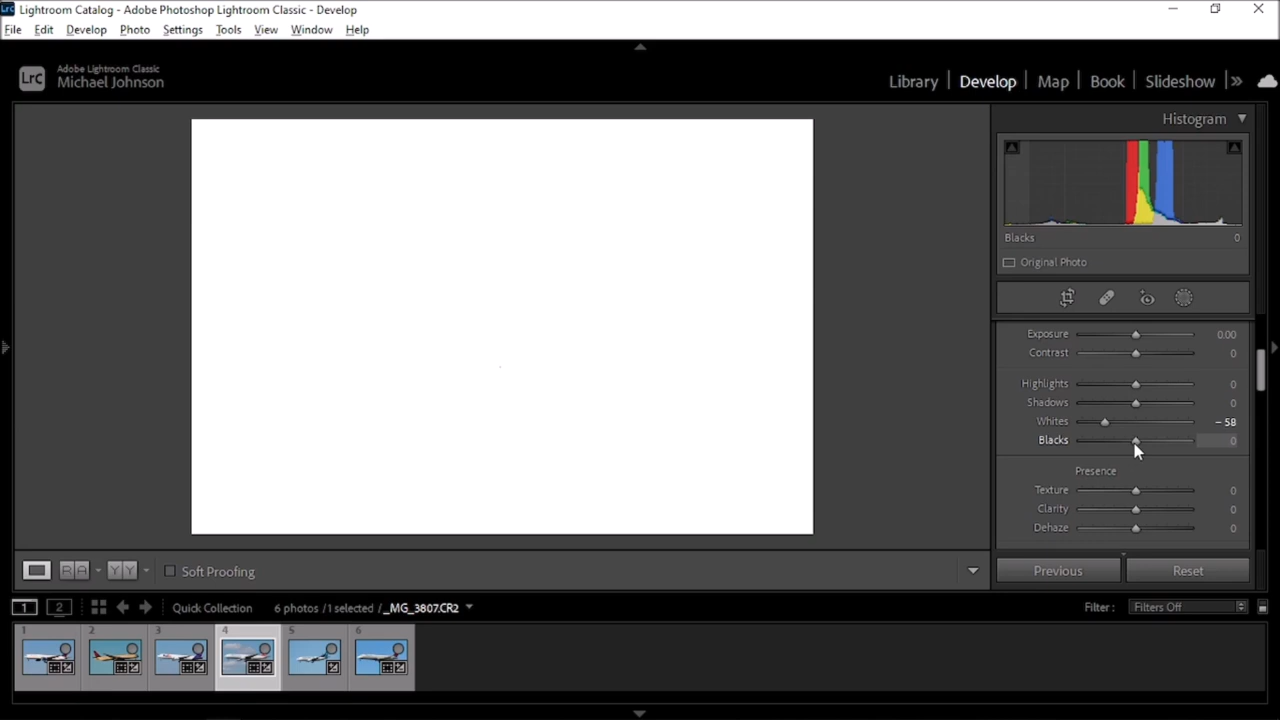 Lrc Lightroom Catalog - Adobe Photoshop Lightroom Classic - Develop
File Edit Develop Photo Settings Tools View Window Help
LrC Adobe Lightroom Classic
Michael Johnson
Library Develop Map Book Slideshow
Histogram
Blacks 0
Original Photo
Exposure 0.00
Contrast 0
Highlights 0
Shadows 0
Whites – 58
Blacks 0
Presence
Texture 0
Clarity 0
Dehaze 0
R A Y Y Soft Proofing
Previous Reset
1 2 Quick Collection 6 photos / 1 selected / _MG_3807.CR2 Filter : Filters Off
1 2 3 4 5 6